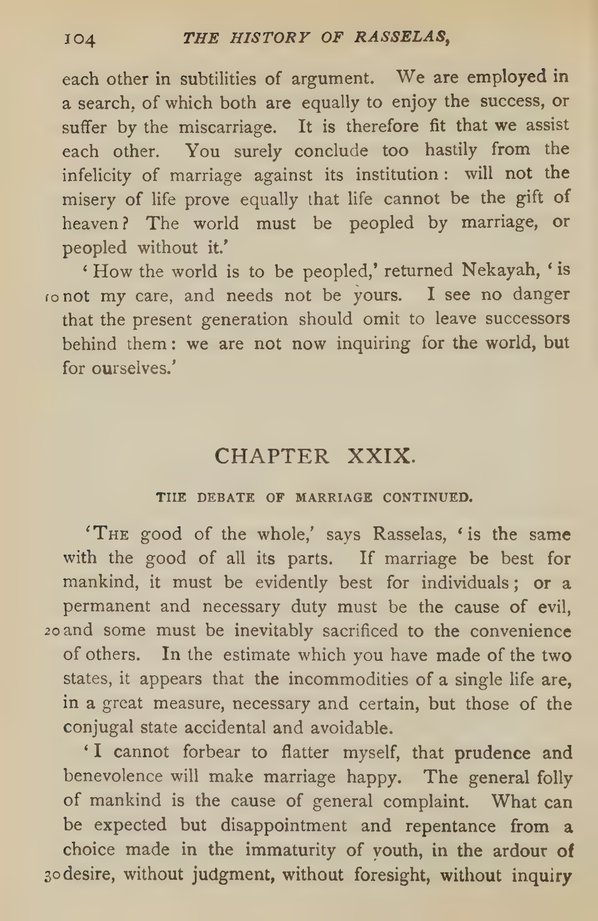 104 THE HISTORY OF RASSELAS,
each other in subtilities of argument. We are employed in
a search, of which both are equally to enjoy the success, or
suffer by the miscarriage. It is therefore fit that we assist
each other. You surely conclude too hastily from the
infelicity of marriage against its institution : will not the
misery of life prove equally that life cannot be the gift of
heaven? The world must be peopled by marriage, or
peopled without it.’
‘ How the world is to be peopled,’ returned Nekayah, ‘ is
10 not my care, and needs not be yours. I see no danger
that the present generation should omit to leave successors
behind them : we are not now inquiring for the world, but
for ourselves.’
CHAPTER XXIX.
THE DEBATE OF MARRIAGE CONTINUED.
‘THE good of the whole,’ says Rasselas, ‘ is the same
with the good of all its parts. If marriage be best for
mankind, it must be evidently best for individuals ; or a
permanent and necessary duty must be the cause of evil,
20 and some must be inevitably sacrificed to the convenience
of others. In the estimate which you have made of the two
states, it appears that the incommodities of a single life are,
in a great measure, necessary and certain, but those of the
conjugal state accidental and avoidable.
‘ I cannot forbear to flatter myself, that prudence and
benevolence will make marriage happy. The general folly
of mankind is the cause of general complaint. What can
be expected but disappointment and repentance from a
choice made in the immaturity of youth, in the ardour of
30 desire, without judgment, without foresight, without inquiry